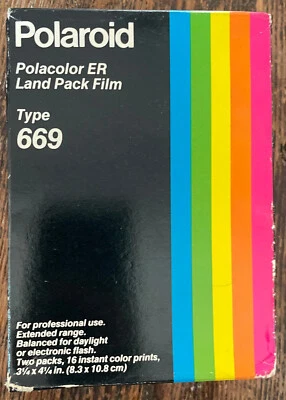 Polaroid
Polacolor ER
Land Pack Film
Type
669
For professional use.
Extended range.
Balanced for daylight
or electronic flash.
Two packs, 16 instant color prints,
3¼ x 4¼ in. (8.3 x 10.8 cm)